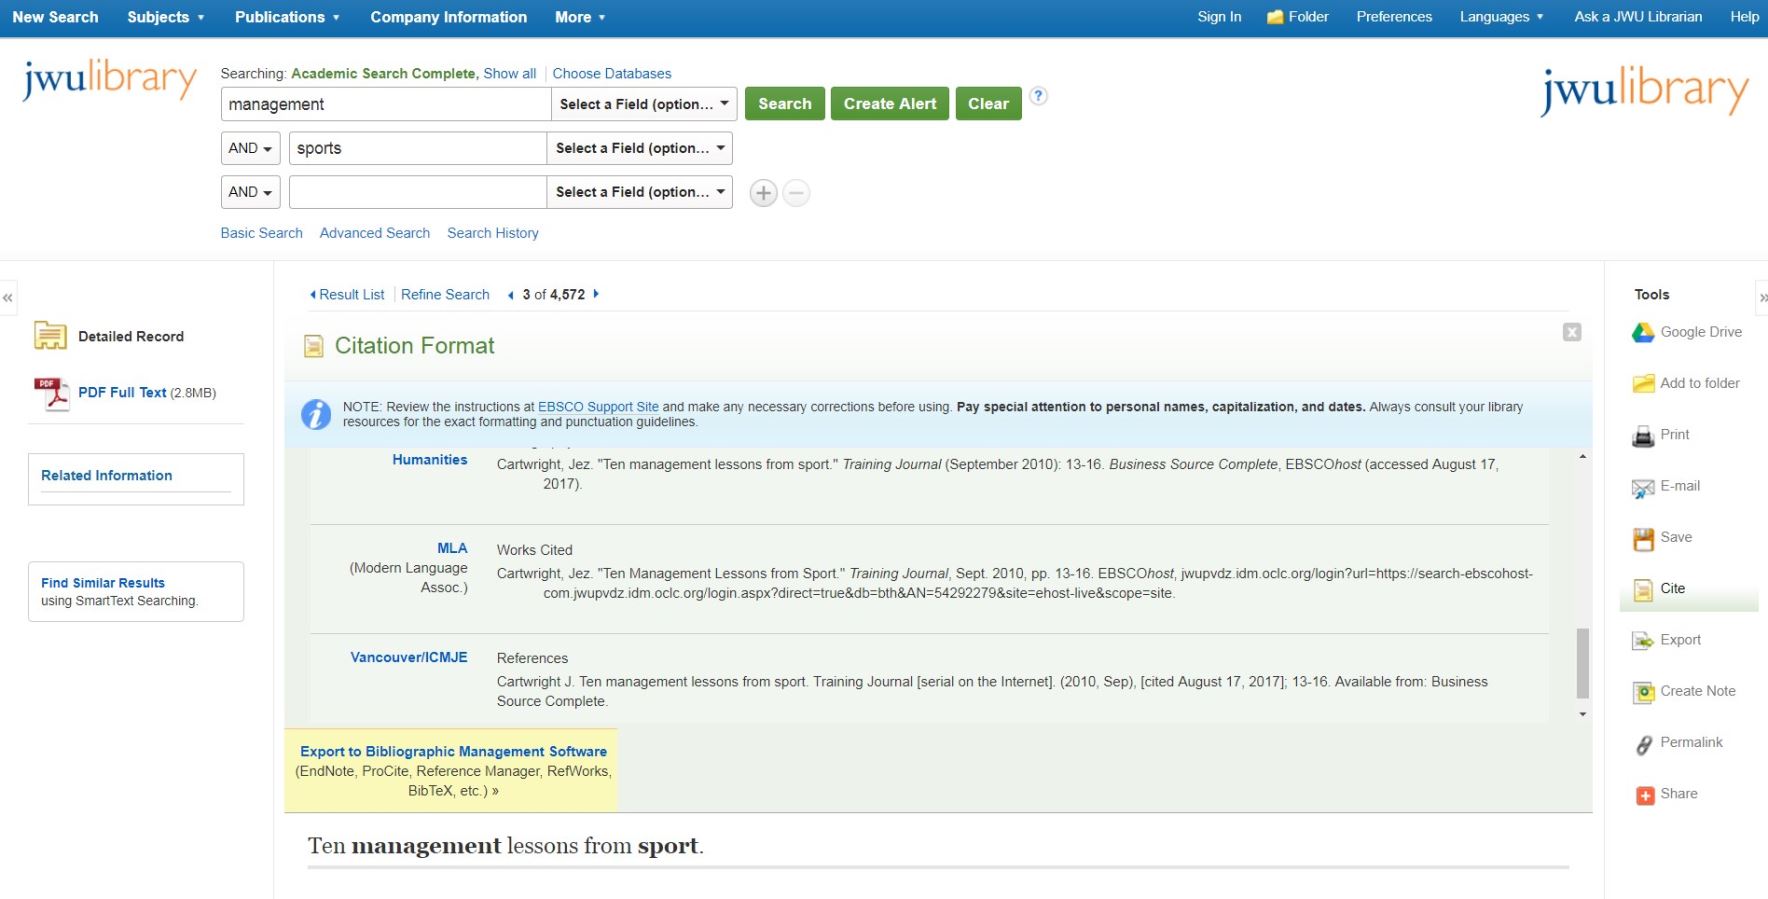 New Search Subjects Publications Company Information More Sign In Folder Preferences Languages Ask a JWU Librarian Help
jwulibrary
Searching: Academic Search Complete, Show all Choose Databases
management Select a Field (option... Search Create Alert Clear ?
jwulibrary
AND sports Select a Field (option...
AND Select a Field (option...
Basic Search Advanced Search Search History
«
Detailed Record
PDF PDF Full Text (2.8MB)
Related Information
Find Similar Results
using SmartText Searching.
Result List Refine Search 3 of 4,572
Citation Format
NOTE: Review the instructions at EBSCO Support Site and make any necessary corrections before using. Pay special attention to personal names, capitalization, and dates. Always consult your library
resources for the exact formatting and punctuation guidelines.
Humanities Cartwright, Jez. "Ten management lessons from sport." Training Journal (September 2010): 13-16. Business Source Complete, EBSCOhost (accessed August 17,
2017).
MLA
(Modern Language
Assoc.)
Works Cited
Cartwright, Jez. "Ten Management Lessons from Sport." Training Journal, Sept. 2010, pp. 13-16. EBSCOhost, jwupvdz.idm.oclc.org/login?url=https://search-ebscohost-
com.jwupvdz.idm.oclc.org/login.aspx?direct=true&db=bth&AN=54292279&site=ehost-live&scope=site.
Vancouver/ICMJE
References
Cartwright J. Ten management lessons from sport. Training Journal [serial on the Internet]. (2010, Sep), [cited August 17, 2017]; 13-16. Available from: Business
Source Complete.
Export to Bibliographic Management Software
(EndNote, ProCite, Reference Manager, RefWorks,
BibTeX, etc.) »
Ten management lessons from sport.
Tools
»
Google Drive
Add to folder
Print
E-mail
Save
Cite
Export
Create Note
Permalink
Share